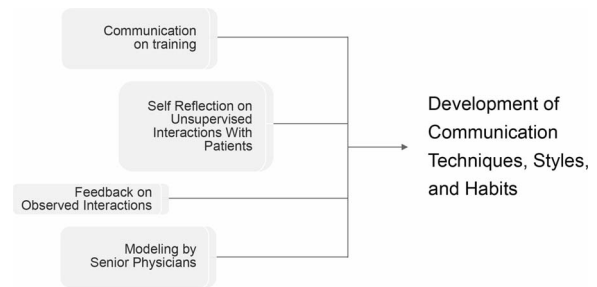 Communication
on training
Self Reflection on
Unsupervised
Interactions With
Patients
Feedback on
Observed Interactions
Modeling by
Senior Physicians
Development of
Communication
Techniques, Styles,
and Habits